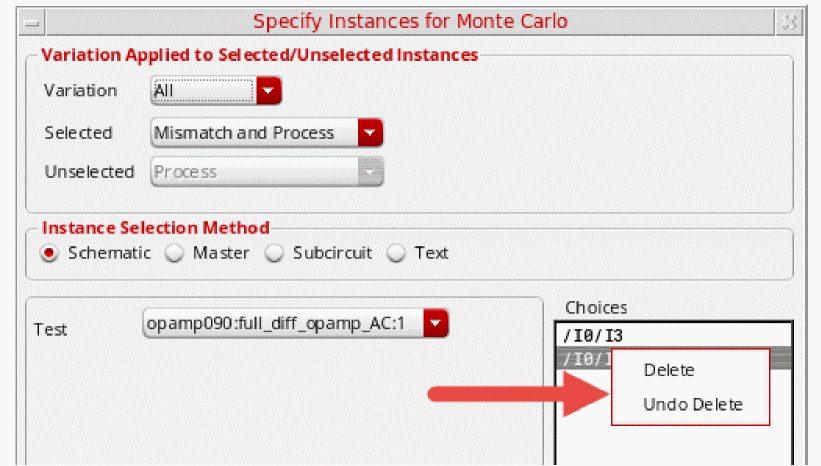 Specify Instances for Monte Carlo
Variation Applied to Selected/Unselected Instances
Variation All
Selected Mismatch and Process
Unselected Process
Instance Selection Method
Schematic Master Subcircuit Text
Test opamp090:full_diff_opamp_AC:1
Choices
/I0/I3
/I0/
Delete
Undo Delete